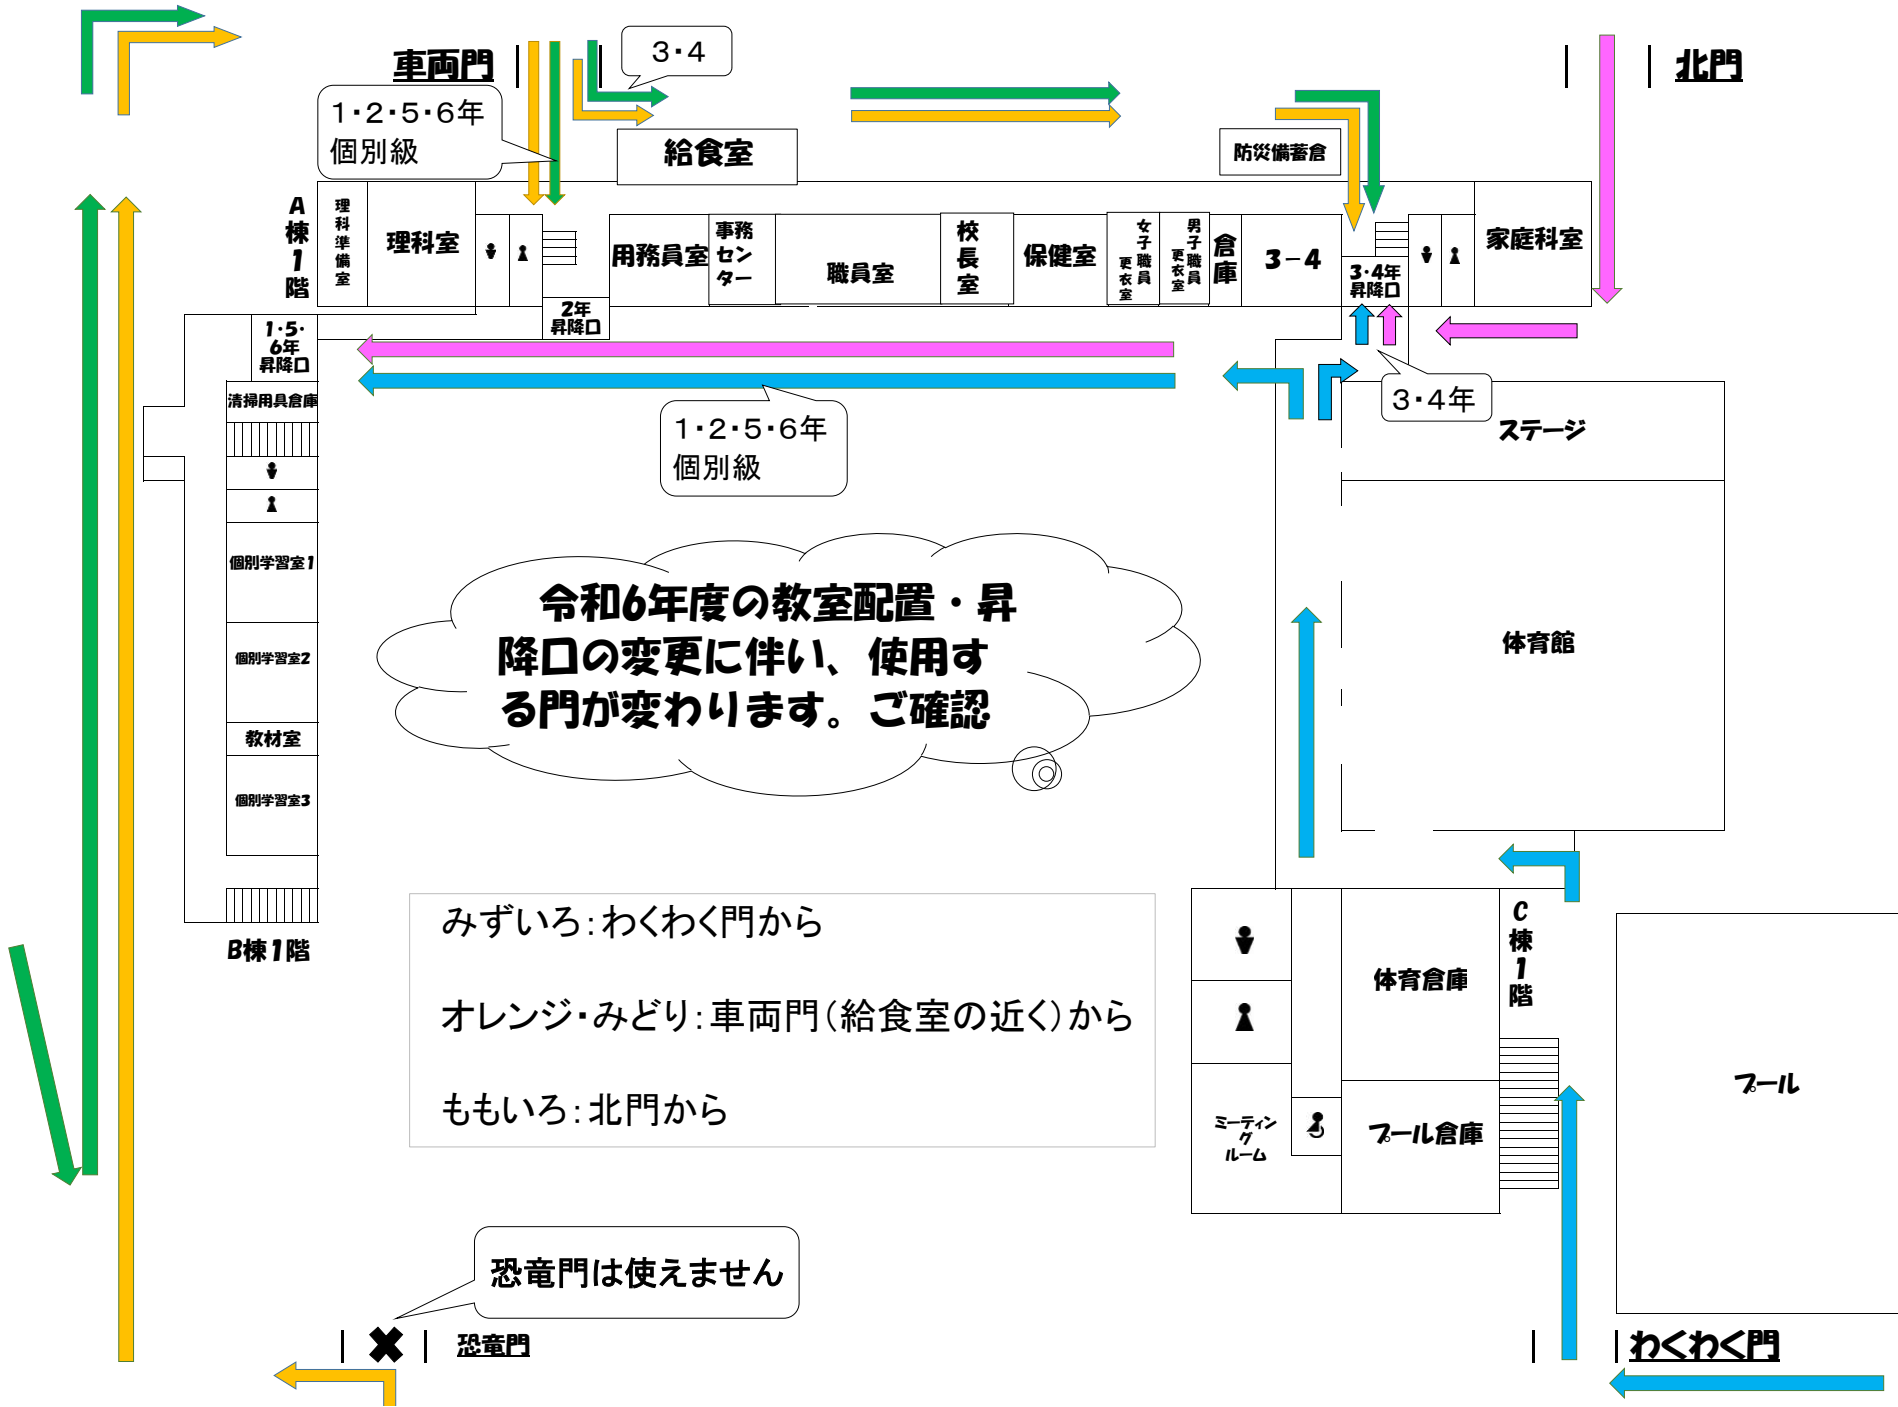 車両門
3・4
北門
1・2・5・6年
個別級
給食室
防災備蓄倉
A棟1階
理科準備室
理科室
用務員室
事務
セン
ター
職員室
校長室
保健室
女子職員
更衣室
男子職員
更衣室
倉庫
3-4
3・4年
昇降口
家庭科室
2年
昇降口
1・5・
6年
昇降口
清掃用具倉庫
3・4年
1・2・5・6年
個別級
ステージ
個別学習室1
個別学習室2
教材室
個別学習室3
B棟1階
令和6年度の教室配置・昇
降口の変更に伴い、使用す
る門が変わります。ご確認
体育館
みずいろ:わくわく門から
オレンジ・みどり:車両門(給食室の近く)から
ももいろ:北門から
C棟1階
体育倉庫
プール
ミーティン
グ
ルーム
プール倉庫
恐竜門は使えません
恐竜門
わくわく門